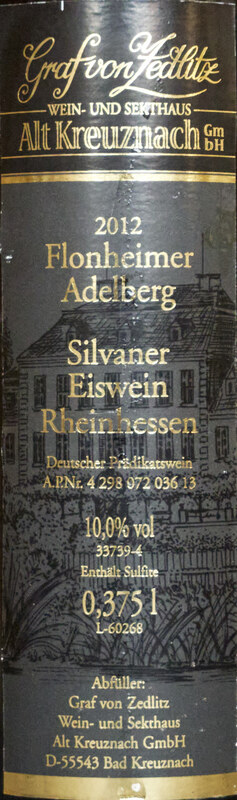 Graf von Zedlitz
WEIN- UND SEKTHAUS
Alt Kreuznach GmbH
2012
Flonheimer
Adelberg
Silvaner
Eiswein
Rheinhessen
Deutscher Prädikatswein
A.P.Nr. 4 298 072 036 13
10,0% vol
33739-4
Enthält Sulfite
0,375 l
L-60268
Abfüller:
Graf von Zedlitz
Wein- und Sekthaus
Alt Kreuznach GmbH
D-55543 Bad Kreuznach